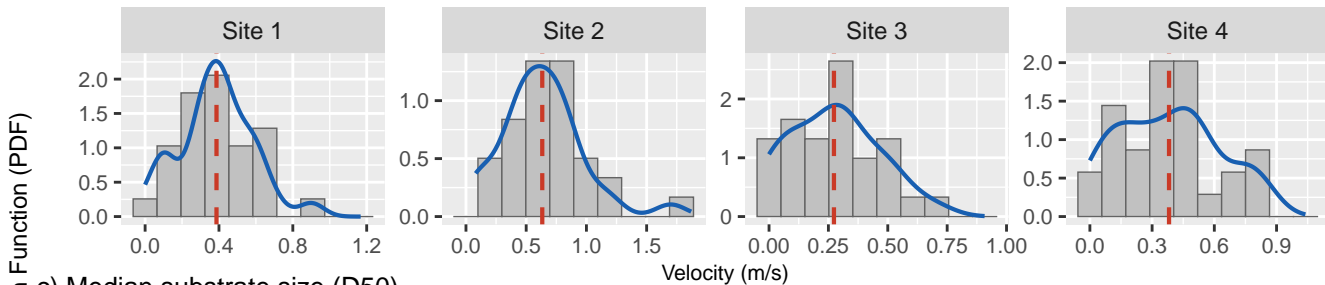 Site 1 Site 2 Site 3 Site 4
2.0 1.5 1.0 0.5 0.0
1.0 0.5 0.0
2 1 0
2.0 1.5 1.0 0.5 0.0
0.0 0.4 0.8 1.2 0.0 0.5 1.0 1.5 0.00 0.25 0.50 0.75 1.00 0.0 0.3 0.6 0.9
Velocity (m/s)
Function (PDF)
c) Median substrate size (D50)